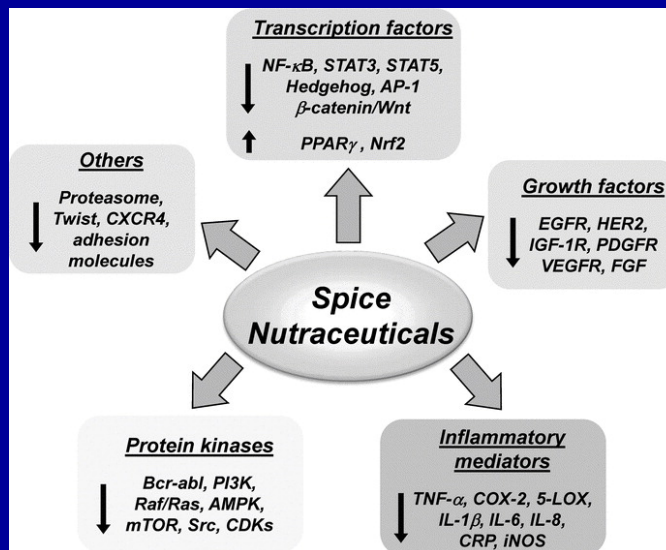 Transcription factors
NF-κB, STAT3, STAT5,
Hedgehog, AP-1
β-catenin/Wnt
PPARγ, Nrf2
Others
Proteasome,
Twist, CXCR4,
adhesion
molecules
Growth factors
EGFR, HER2,
IGF-1R, PDGFR
VEGFR, FGF
Spice
Nutraceuticals
Protein kinases
Bcr-abl, PI3K,
Raf/Ras, AMPK,
mTOR, Src, CDKs
Inflammatory
mediators
TNF-α, COX-2, 5-LOX,
IL-1β, IL-6, IL-8,
CRP, iNOS